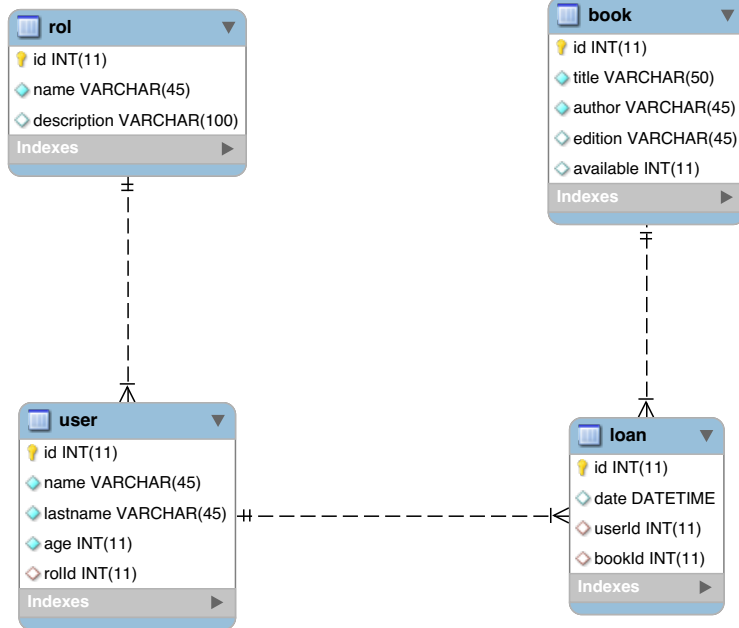 rol
id INT(11)
name VARCHAR(45)
description VARCHAR(100)
Indexes
book
id INT(11)
title VARCHAR(50)
author VARCHAR(45)
edition VARCHAR(45)
available INT(11)
Indexes
user
id INT(11)
name VARCHAR(45)
lastname VARCHAR(45)
age INT(11)
rolId INT(11)
Indexes
loan
id INT(11)
date DATETIME
userId INT(11)
bookId INT(11)
Indexes